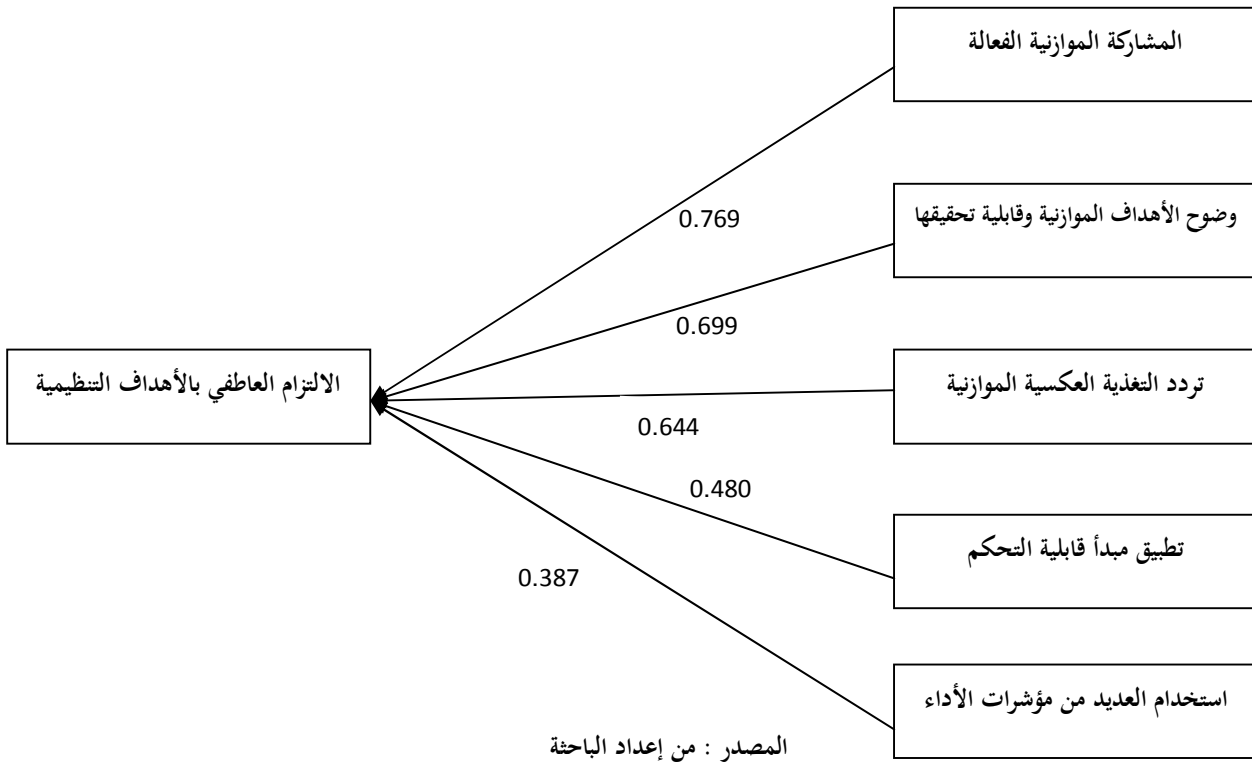 المشاركة الموازنية الفعالة
0.769
وضوح الأهداف الموازنية وقابلية تحقيقها
0.699
الالتزام العاطفي بالأهداف التنظيمية
تردد التغذية العكسية الموازنية
0.644
0.480
تطبيق مبدأ قابلية التحكم
0.387
استخدام العديد من مؤشرات الأداء
المصدر : من إعداد الباحثة